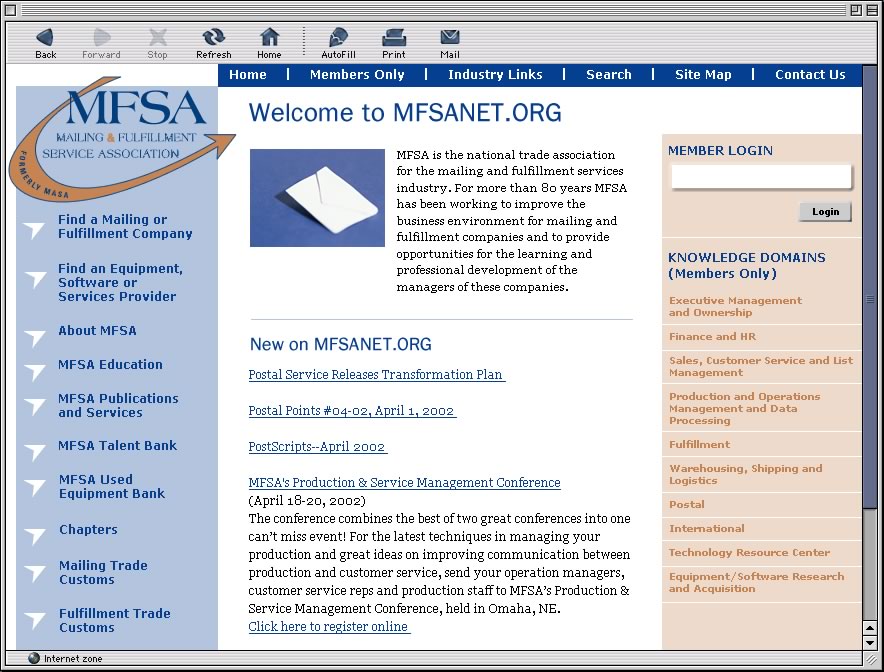 Back
Forward
Stop
Refresh
Home
AutoFill
Print
Mail
Home | Members Only | Industry Links | Search | Site Map | Contact Us
MFSA
MAILING & FULFILLMENT
SERVICE ASSOCIATION
FORMERLY MASA
Find a Mailing or
Fulfillment Company
Find an Equipment,
Software or
Services Provider
About MFSA
MFSA Education
MFSA Publications
and Services
MFSA Talent Bank
MFSA Used
Equipment Bank
Chapters
Mailing Trade
Customs
Fulfillment Trade
Customs
Welcome to MFSANET.ORG
MFSA is the national trade association
for the mailing and fulfillment services
industry. For more than 80 years MFSA
has been working to improve the
business environment for mailing and
fulfillment companies and to provide
opportunities for the learning and
professional development of the
managers of these companies.
New on MFSANET.ORG
Postal Service Releases Transformation Plan
Postal Points #04-02, April 1, 2002
PostScripts--April 2002
MFSA's Production & Service Management Conference
(April 18-20, 2002)
The conference combines the best of two great conferences into one
can't miss event! For the latest techniques in managing your
production and great ideas on improving communication between
production and customer service, send your operation managers,
customer service reps and production staff to MFSA's Production &
Service Management Conference, held in Omaha, NE.
Click here to register online
MEMBER LOGIN
Login
KNOWLEDGE DOMAINS
(Members Only)
Executive Management
and Ownership
Finance and HR
Sales, Customer Service and List
Management
Production and Operations
Management and Data
Processing
Fulfillment
Warehousing, Shipping and
Logistics
Postal
International
Technology Resource Center
Equipment/Software Research
and Acquisition
Internet zone